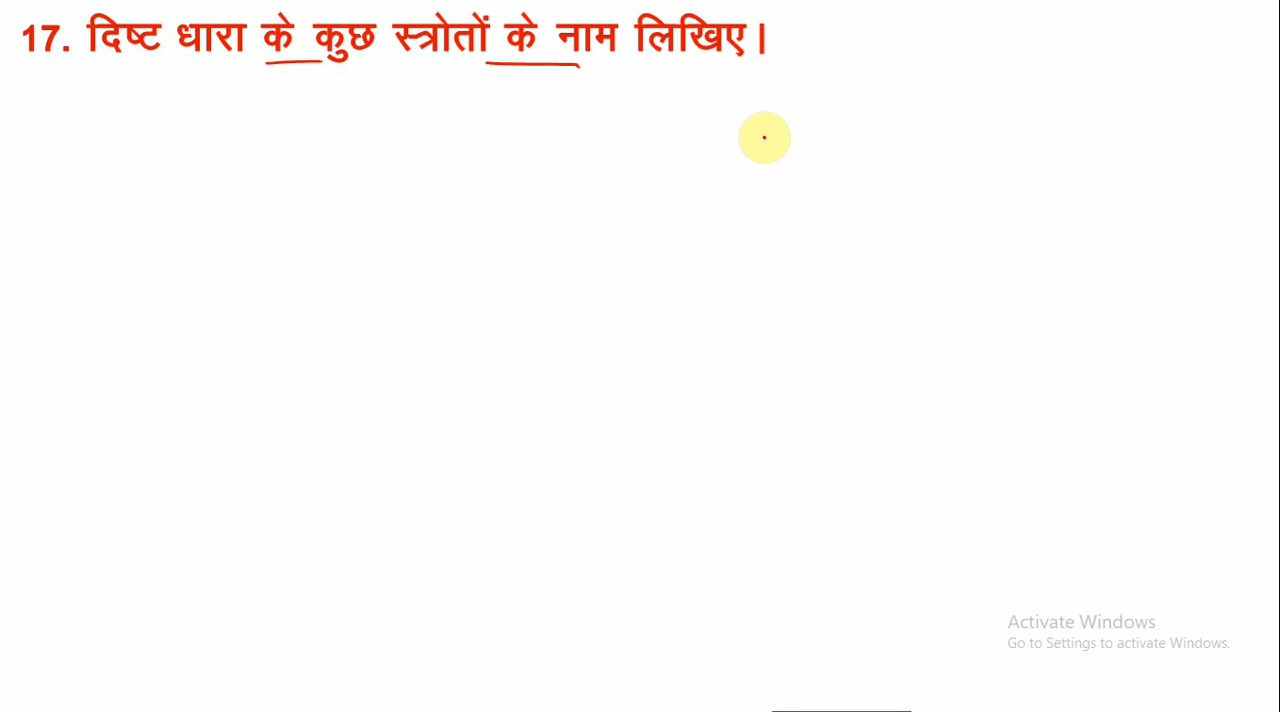 17. दिष्ट धारा के कुछ स्त्रोतों के नाम लिखिए।
Activate Windows
Go to Settings to activate Windows.